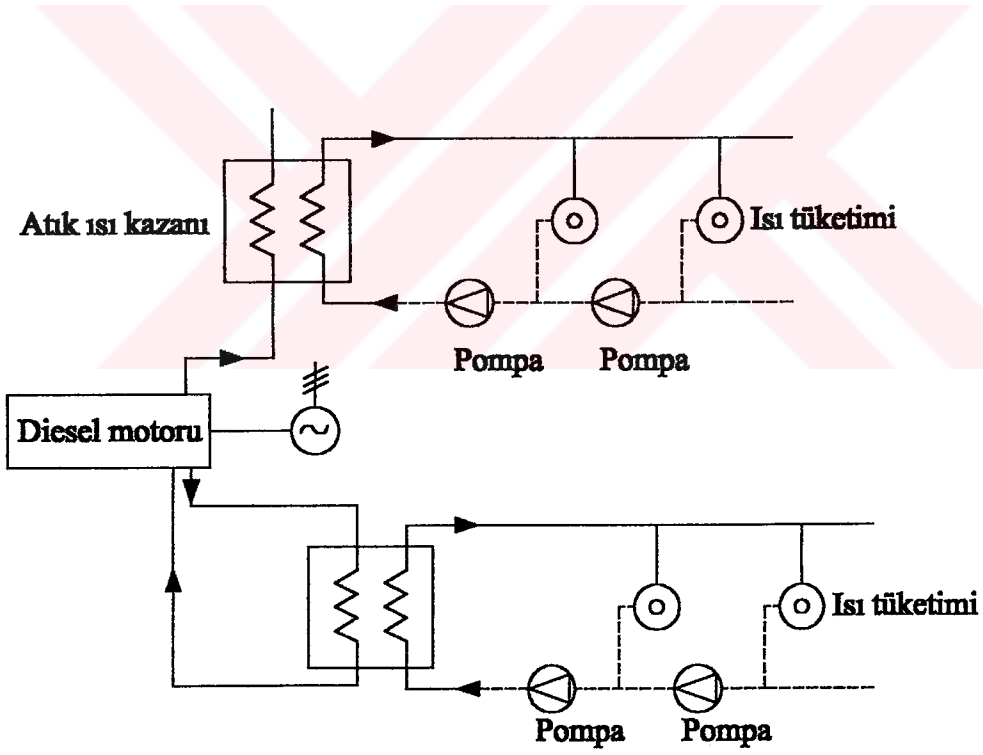 Atık ısı kazanı
Isı tüketimi
Pompa
Pompa
Diesel motoru
Isı tüketimi
Pompa
Pompa